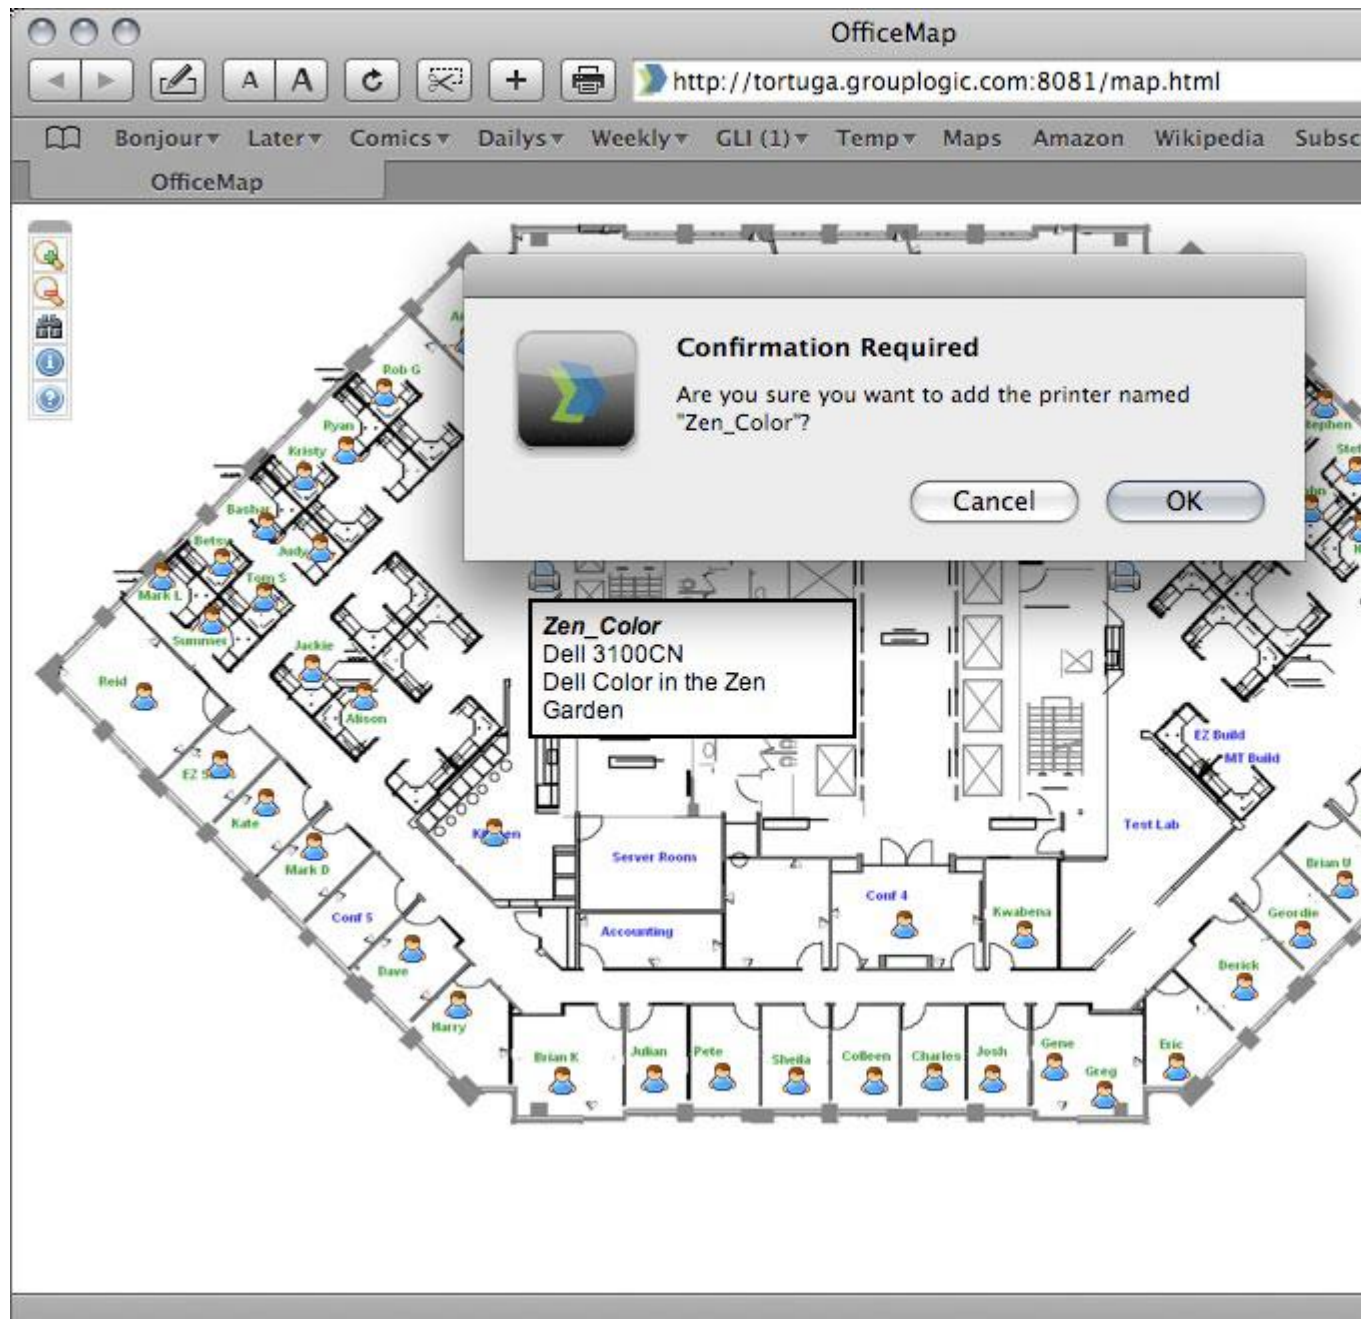 OfficeMap
A A
http://tortuga.grouplogic.com:8081/map.html
Bonjour Later Comics Dailys Weekly GLI (1) Temp Maps Amazon Wikipedia Subsc
OfficeMap
Confirmation Required
Are you sure you want to add the printer named
"Zen_Color"?
Cancel OK
Rob G
Ryan
Kristy
Bashar
Betsy
Judy
Tom S
Mark L
Summer
Jackie
Reid
Alison
Zen_Color
Dell 3100CN
Dell Color in the Zen
Garden
EZ Build
MT Build
EZ S
Kate
Mark D
Kitchen
Server Room
Test Lab
Brian U
Conf 5
Conf 4
Kwabena
Geordie
Accounting
Dave
Derick
Harry
Brian K
Julian
Pete
Sheila
Colleen
Charles
Josh
Gene
Greg
Eric